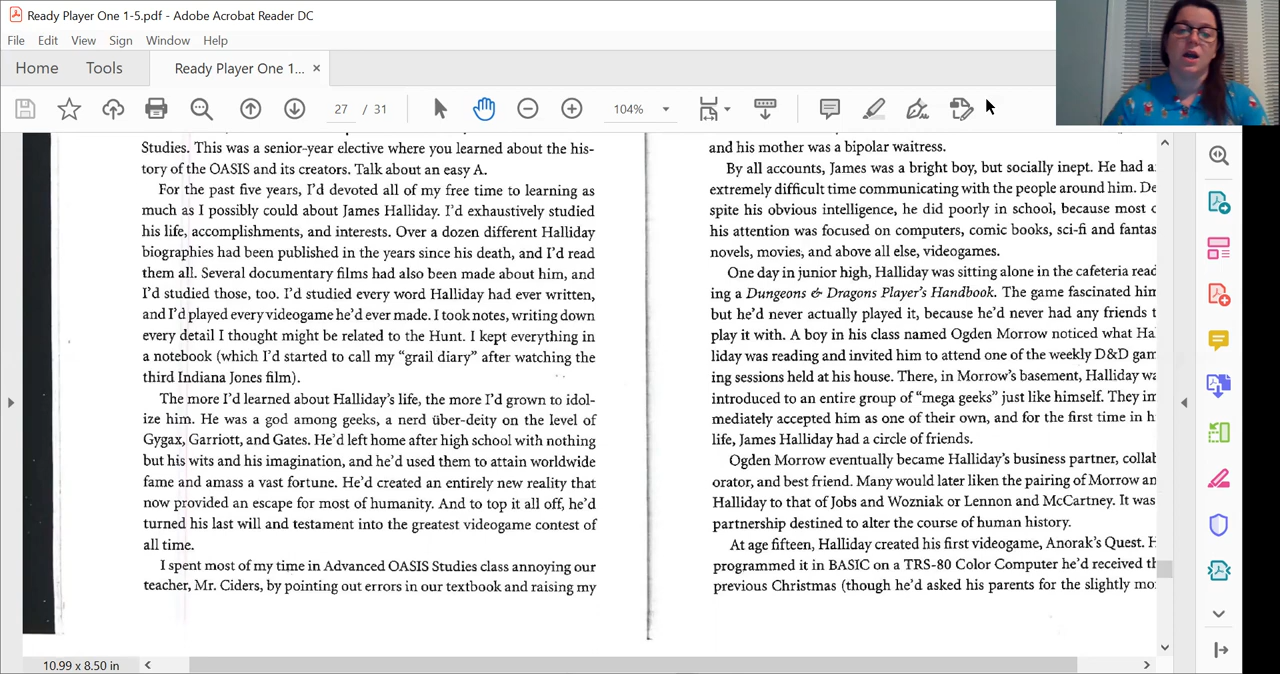 Ready Player One 1-5.pdf - Adobe Acrobat Reader DC
File Edit View Sign Window Help
Home Tools Ready Player One 1... ×
27 / 31 104%
Studies. This was a senior-year elective where you learned about the his-
tory of the OASIS and its creators. Talk about an easy A.
For the past five years, I'd devoted all of my free time to learning as
much as I possibly could about James Halliday. I'd exhaustively studied
his life, accomplishments, and interests. Over a dozen different Halliday
biographies had been published in the years since his death, and I'd read
them all. Several documentary films had also been made about him, and
I'd studied those, too. I'd studied every word Halliday had ever written,
and I'd played every videogame he'd ever made. I took notes, writing down
every detail I thought might be related to the Hunt. I kept everything in
a notebook (which I'd started to call my "grail diary" after watching the
third Indiana Jones film).
The more I'd learned about Halliday's life, the more I'd grown to idol-
ize him. He was a god among geeks, a nerd über-deity on the level of
Gygax, Garriott, and Gates. He'd left home after high school with nothing
but his wits and his imagination, and he'd used them to attain worldwide
fame and amass a vast fortune. He'd created an entirely new reality that
now provided an escape for most of humanity. And to top it all off, he'd
turned his last will and testament into the greatest videogame contest of
all time.
I spent most of my time in Advanced OASIS Studies class annoying our
teacher, Mr. Ciders, by pointing out errors in our textbook and raising my
and his mother was a bipolar waitress.
By all accounts, James was a bright boy, but socially inept. He had a
extremely difficult time communicating with the people around him. De
spite his obvious intelligence, he did poorly in school, because most
his attention was focused on computers, comic books, sci-fi and fantas
novels, movies, and above all else, videogames.
One day in junior high, Halliday was sitting alone in the cafeteria read
ing a Dungeons & Dragons Player's Handbook. The game fascinated him
but he'd never actually played it, because he'd never had any friends t
play it with. A boy in his class named Ogden Morrow noticed what Ha
liday was reading and invited him to attend one of the weekly D&D gam
ing sessions held at his house. There, in Morrow's basement, Halliday wa
introduced to an entire group of "mega geeks" just like himself. They im
mediately accepted him as one of their own, and for the first time in h
life, James Halliday had a circle of friends.
Ogden Morrow eventually became Halliday's business partner, collab
orator, and best friend. Many would later liken the pairing of Morrow an
Halliday to that of Jobs and Wozniak or Lennon and McCartney. It was
partnership destined to alter the course of human history.
At age fifteen, Halliday created his first videogame, Anorak's Quest. H
programmed it in BASIC on a TRS-80 Color Computer he'd received th
previous Christmas (though he'd asked his parents for the slightly mo
10.99 x 8.50 in